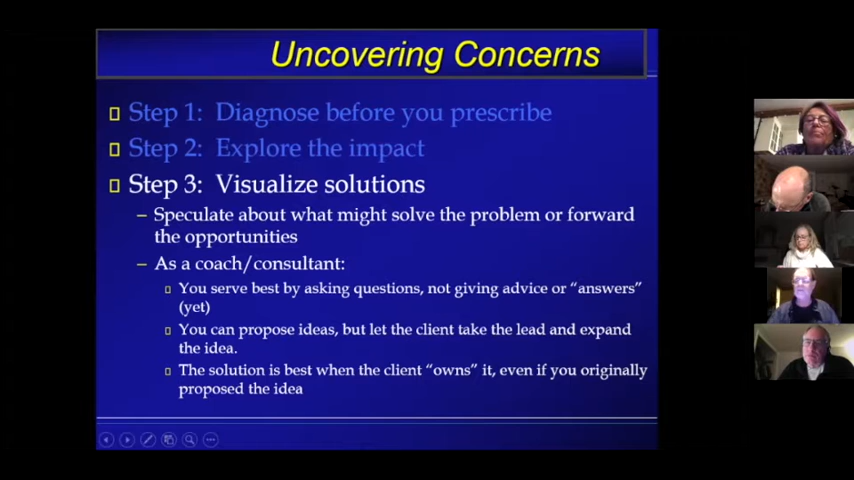 Uncovering Concerns
Step 1: Diagnose before you prescribe
Step 2: Explore the impact
Step 3: Visualize solutions
– Speculate about what might solve the problem or forward
the opportunities
– As a coach/consultant:
You serve best by asking questions, not giving advice or “answers”
(yet)
You can propose ideas, but let the client take the lead and expand
the idea.
The solution is best when the client “owns” it, even if you originally
proposed the idea